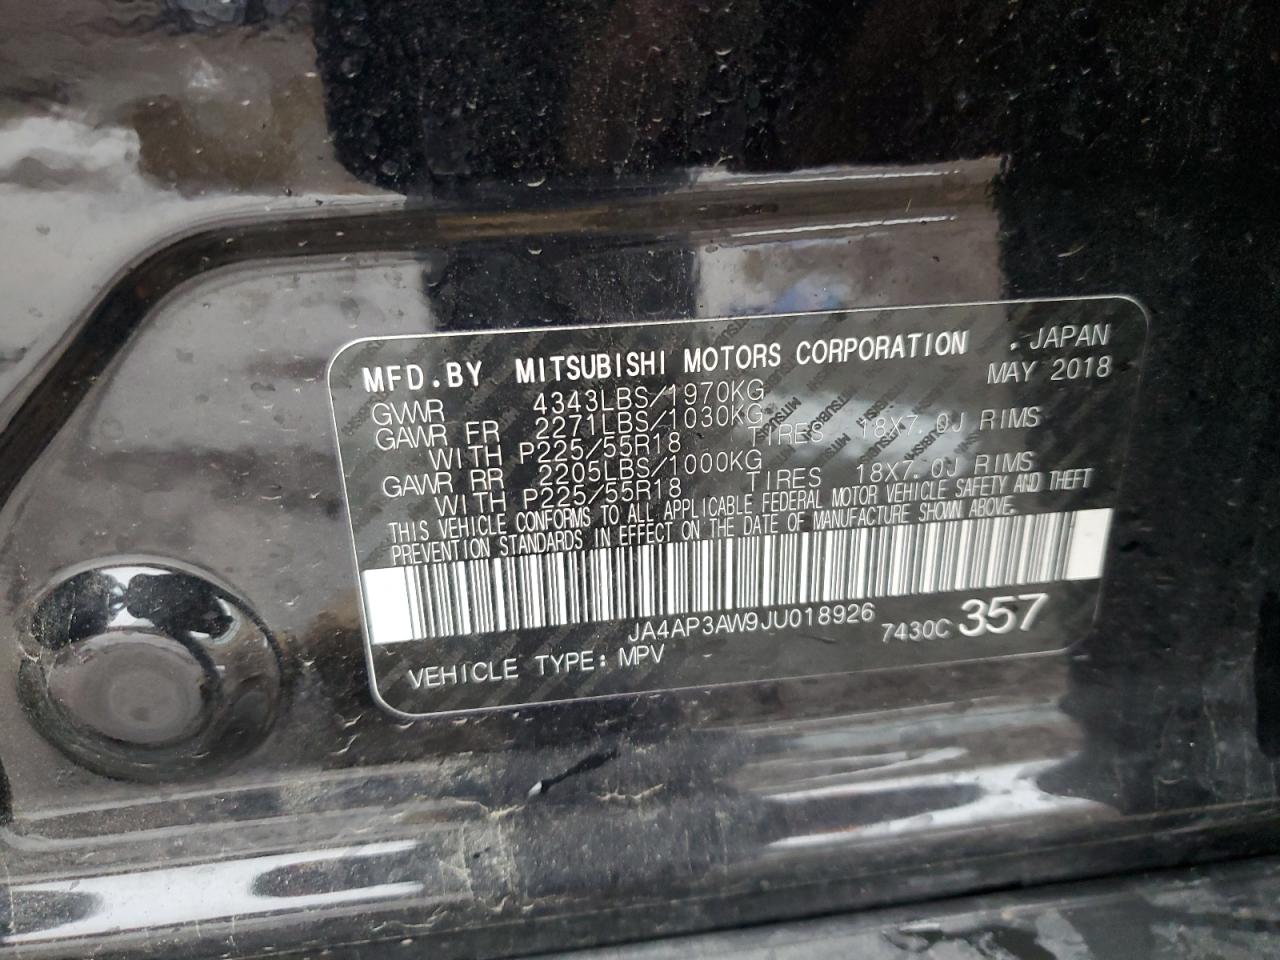 MFD.BY MITSUBISHI MOTORS CORPORATION . JAPAN
MAY 2018
GVWR 4343LBS/1970KG
GAWR FR 2271LBS/1030KG
WITH P225/55R18 TIRES 18X7.0J RIMS
GAWR RR 2205LBS/1000KG
WITH P225/55R18 TIRES 18X7.0J RIMS
THIS VEHICLE CONFORMS TO ALL APPLICABLE FEDERAL MOTOR VEHICLE SAFETY AND THEFT
PREVENTION STANDARDS IN EFFECT ON THE DATE OF MANUFACTURE SHOWN ABOVE.
JA4AP3AW9JU018926 7430C 357
VEHICLE TYPE: MPV